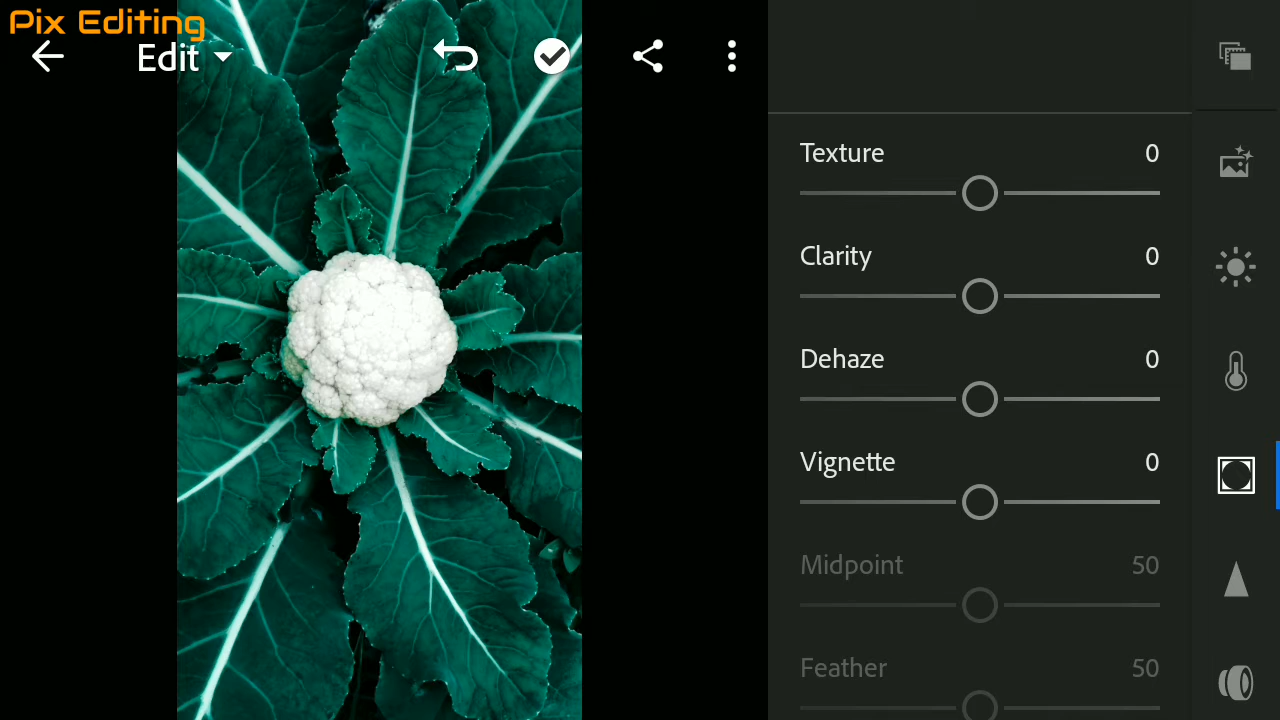 Pix Editing
Edit
Texture 0
Clarity 0
Dehaze 0
Vignette 0
Midpoint 50
Feather 50